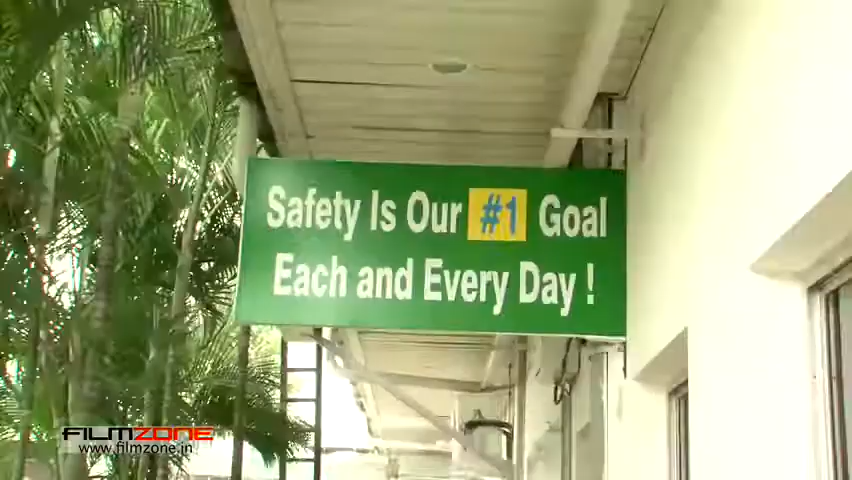 Safety Is Our #1 Goal
Each and Every Day !
FILMZONE
www.filmzone.in